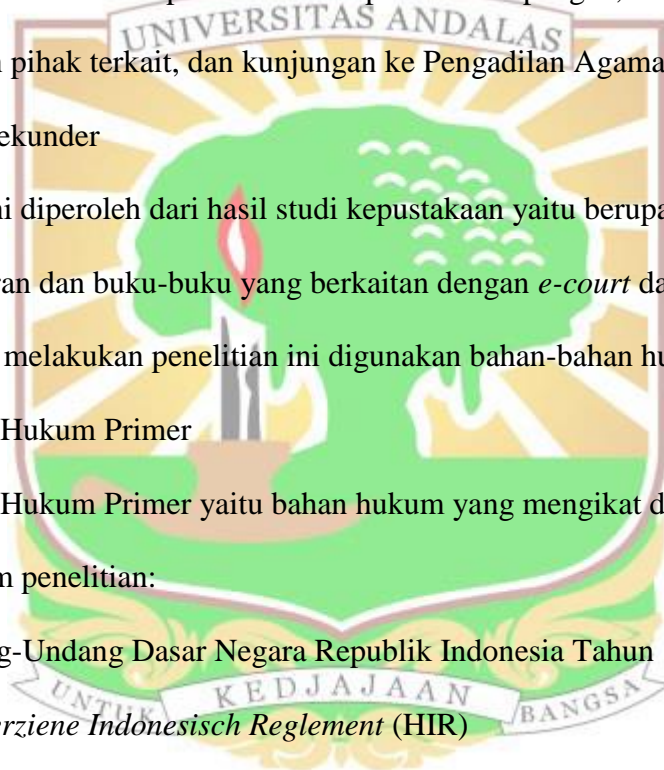 UNIVERSITAS ANDALAS
pihak terkait, dan kunjungan ke Pengadilan Agama
ekunder
ni diperoleh dari hasil studi kepustakaan yaitu berupa
ran dan buku-buku yang berkaitan dengan e-court da
melakukan penelitian ini digunakan bahan-bahan hu
Hukum Primer
Hukum Primer yaitu bahan hukum yang mengikat d
m penelitian:
g-Undang Dasar Negara Republik Indonesia Tahun
UNTUK KEDJAJAAN BANGSA
erziene Indonesisch Reglement (HIR)